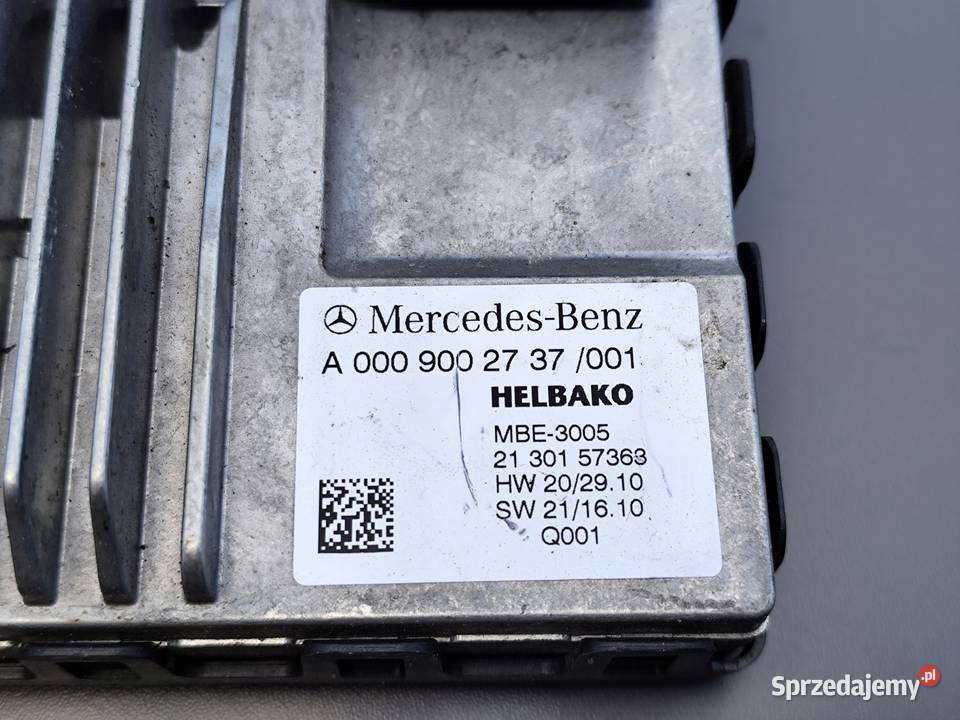 Mercedes-Benz
A 000 900 27 37 /001
HELBAKO
MBE-3005
21 301 57363
HW 20/29.10
SW 21/16.10
Q001
Sprzedajemy.pl